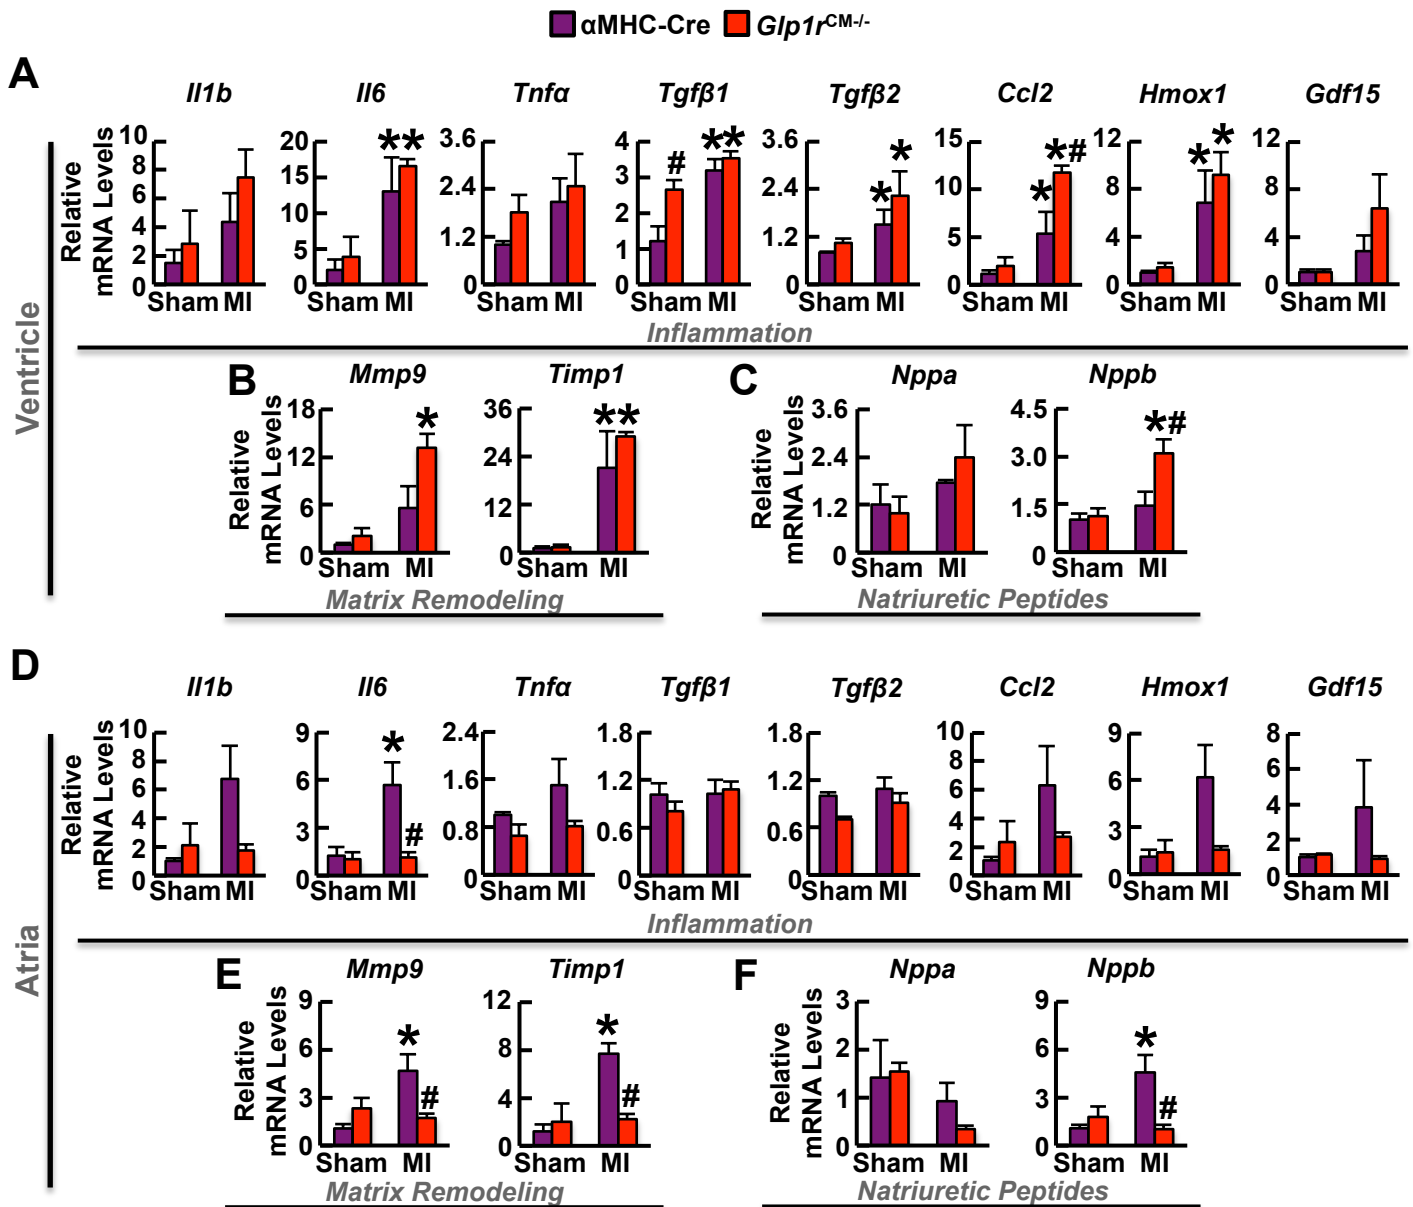 αMHC-Cre Glp1rCM-/-
A
Il1b Il6 Tnfα Tgfβ1 Tgfβ2 Ccl2 Hmox1 Gdf15
Relative
mRNA Levels
10 8 6 4 2 0
20 15 10 5 0
3.6 2.4 1.2 0
4 3 2 1 0
3.6 2.4 1.2 0
15 10 5 0
12 8 4 0
12 8 4 0
* * # * * * * * *# * *
Sham MI Sham MI Sham MI Sham MI Sham MI Sham MI Sham MI Sham MI
Inflammation
Ventricle
B
Mmp9 Timp1
Relative
mRNA Levels
18 12 6 0
36 24 12 0
* * *
Sham MI Sham MI
Matrix Remodeling
C
Nppa Nppb
Relative
mRNA Levels
3.6 2.4 1.2 0
4.5 3.0 1.5 0
*#
Sham MI Sham MI
Natriuretic Peptides
D
Il1b Il6 Tnfα Tgfβ1 Tgfβ2 Ccl2 Hmox1 Gdf15
Relative
mRNA Levels
10 8 6 4 2 0
9 6 3 0
2.4 1.6 0.8 0
1.8 1.2 0.6 0
1.8 1.2 0.6 0
10 8 6 4 2 0
9 6 3 0
8 6 4 2 0
* #
Sham MI Sham MI Sham MI Sham MI Sham MI Sham MI Sham MI Sham MI
Inflammation
Atria
E
Mmp9 Timp1
Relative
mRNA Levels
9 6 3 0
12 8 4 0
* # * #
Sham MI Sham MI
Matrix Remodeling
F
Nppa Nppb
Relative
mRNA Levels
3 2 1 0
9 6 3 0
* #
Sham MI Sham MI
Natriuretic Peptides